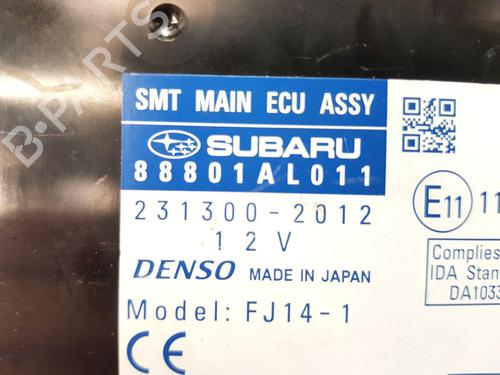 B-PARTS
SMT MAIN ECU ASSY
SUBARU
88801AL011
231300-2012
12V
DENSO MADE IN JAPAN
Model: FJ14-1
CE
E11 11
Complies
IDA Stan
DA1033